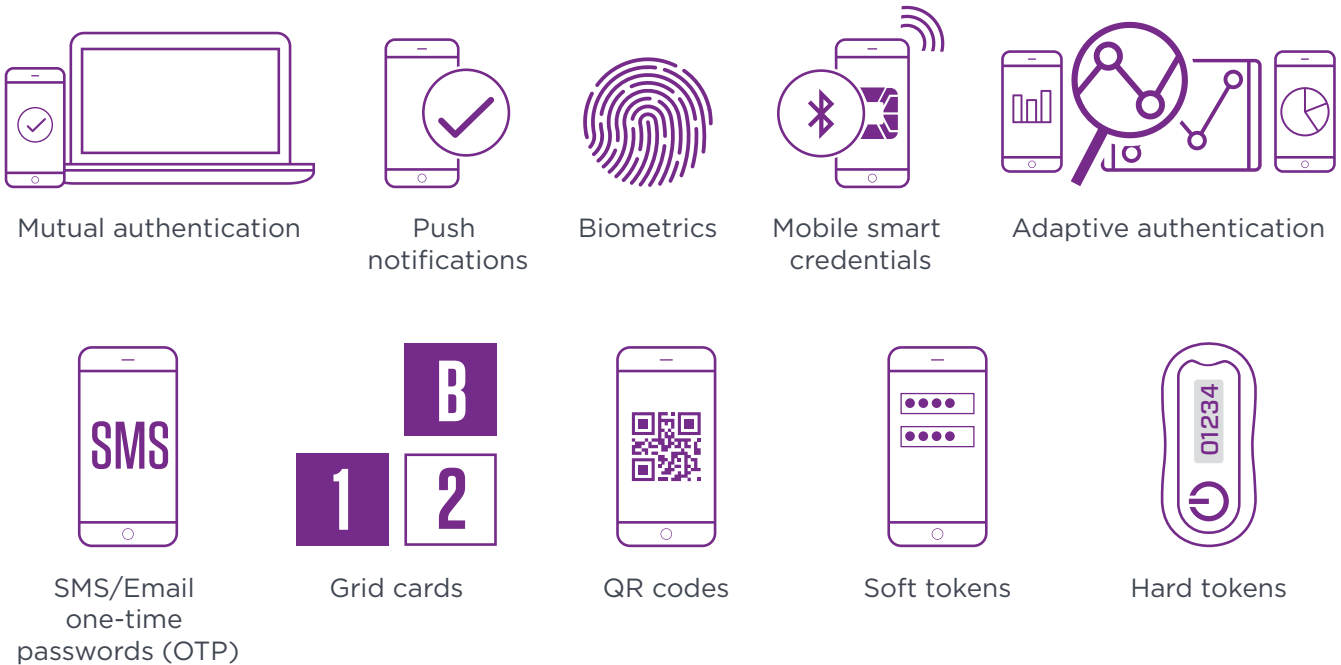 Mutual authentication
Push
notifications
Biometrics
Mobile smart
credentials
Adaptive authentication
SMS
B
1 2
01234
SMS/Email
one-time
passwords (OTP)
Grid cards
QR codes
Soft tokens
Hard tokens